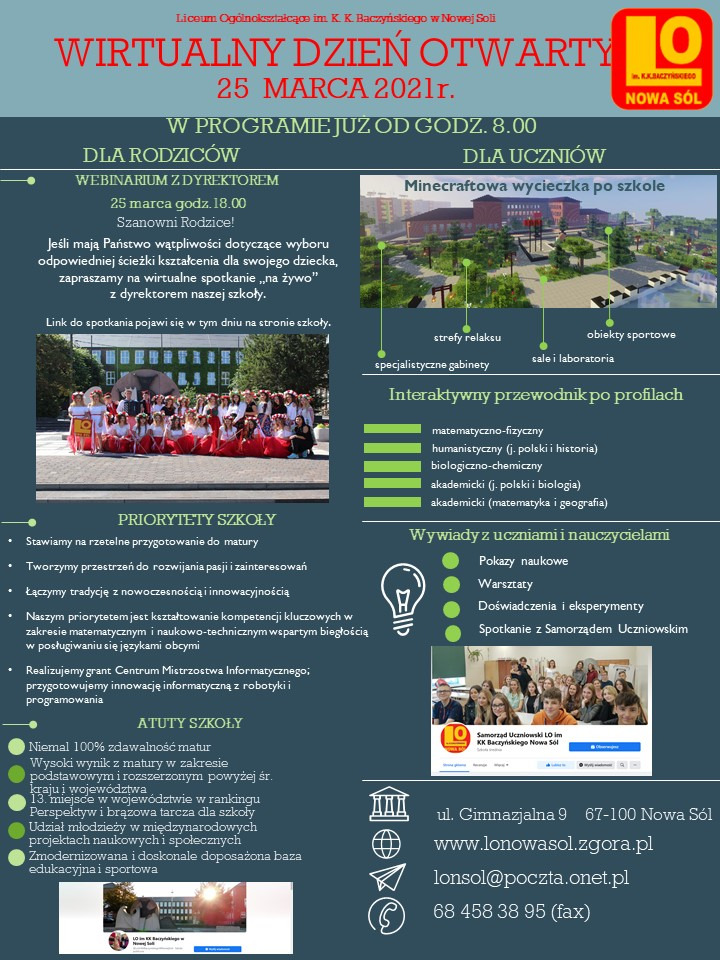 Liceum Ogólnokształcące im. K. K. Baczyńskiego w Nowej Soli
WIRTUALNY DZIEŃ OTWARTY
25 MARCA 2021r.
LO
im. K.K.BACZYŃSKIEGO
NOWA SÓL
W PROGRAMIE JUŻ OD GODZ. 8.00
DLA RODZICÓW
WEBINARIUM Z DYREKTOREM
25 marca godz.18.00
Szanowni Rodzice!
Jeśli mają Państwo wątpliwości dotyczące wyboru
odpowiedniej ścieżki kształcenia dla swojego dziecka,
zapraszamy na wirtualne spotkanie „na żywo”
z dyrektorem naszej szkoły.
Link do spotkania pojawi się w tym dniu na stronie szkoły.
LO
PRIORYTETY SZKOŁY
• Stawiamy na rzetelne przygotowanie do matury
• Tworzymy przestrzeń do rozwijania pasji i zainteresowań
• Łączymy tradycję z nowoczesnością i innowacyjnością
• Naszym priorytetem jest kształtowanie kompetencji kluczowych w
zakresie matematycznym i naukowo-technicznym wspartym biegłością
w posługiwaniu się językami obcymi
• Realizujemy grant Centrum Mistrzostwa Informatycznego;
przygotowujemy innowację informatyczną z robotyki i
programowania
ATUTY SZKOŁY
Niemal 100% zdawalność matur
Wysoki wynik z matury w zakresie
podstawowym i rozszerzonym powyżej śr.
kraju i województwa
13. miejsce w województwie w rankingu
Perspektyw i brązowa tarcza dla szkoły
Udział młodzieży w międzynarodowych
projektach naukowych i społecznych
Zmodernizowana i doskonale doposażona baza
edukacyjna i sportowa
LO im KK Baczyńskiego w
Nowej Soli
DLA UCZNIÓW
Minecraftowa wycieczka po szkole
strefy relaksu
obiekty sportowe
specjalistyczne gabinety
sale i laboratoria
Interaktywny przewodnik po profilach
matematyczno-fizyczny
humanistyczny (j. polski i historia)
biologiczno-chemiczny
akademicki (j. polski i biologia)
akademicki (matematyka i geografia)
Wywiady z uczniami i nauczycielami
Pokazy naukowe
Warsztaty
Doświadczenia i eksperymenty
Spotkanie z Samorządem Uczniowskim
LO
NOWA SÓL
Samorząd Uczniowski LO im
KK Baczyńskiego Nowa Sól
ul. Gimnazjalna 9 67-100 Nowa Sól
www.lonowasol.zgora.pl
lonsol@poczta.onet.pl
68 458 38 95 (fax)